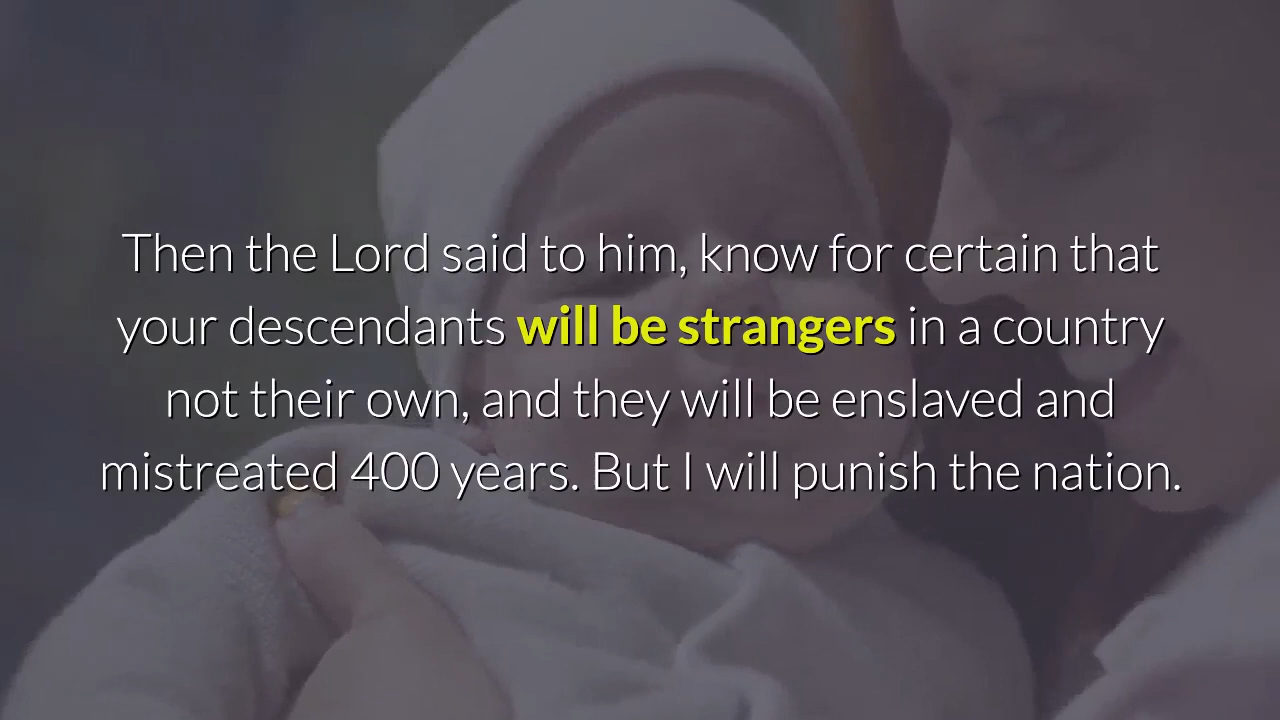 Then the Lord said to him, know for certain that
your descendants will be strangers in a country
not their own, and they will be enslaved and
mistreated 400 years. But I will punish the nation.